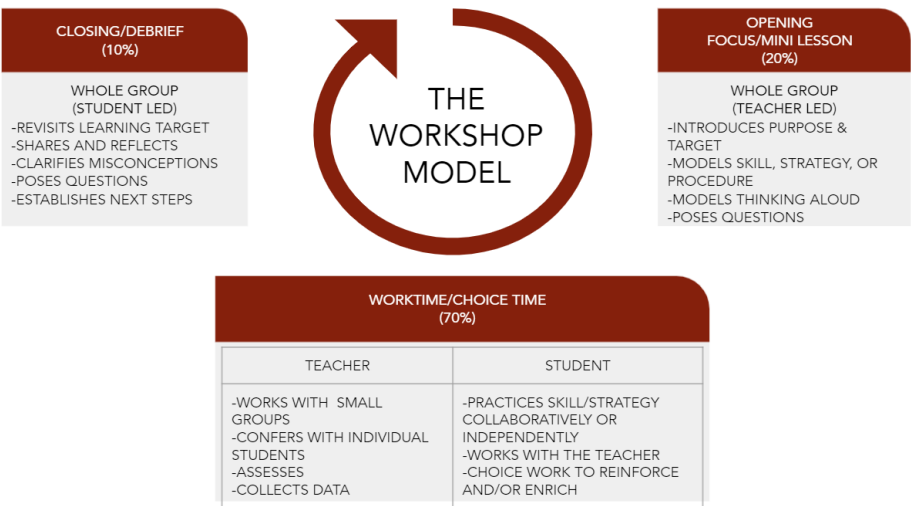 CLOSING/DEBRIEF
(10%)
WHOLE GROUP
(STUDENT LED)
-REVISITS LEARNING TARGET
-SHARES AND REFLECTS
-CLARIFIES MISCONCEPTIONS
-POSES QUESTIONS
-ESTABLISHES NEXT STEPS
THE
WORKSHOP
MODEL
OPENING
FOCUS/MINI LESSON
(20%)
WHOLE GROUP
(TEACHER LED)
-INTRODUCES PURPOSE &
TARGET
-MODELS SKILL, STRATEGY, OR
PROCEDURE
-MODELS THINKING ALOUD
-POSES QUESTIONS
WORKTIME/CHOICE TIME
(70%)
TEACHER
-WORKS WITH SMALL
GROUPS
-CONFERS WITH INDIVIDUAL
STUDENTS
-ASSESSES
-COLLECTS DATA
STUDENT
-PRACTICES SKILL/STRATEGY
COLLABORATIVELY OR
INDEPENDENTLY
-WORKS WITH THE TEACHER
-CHOICE WORK TO REINFORCE
AND/OR ENRICH